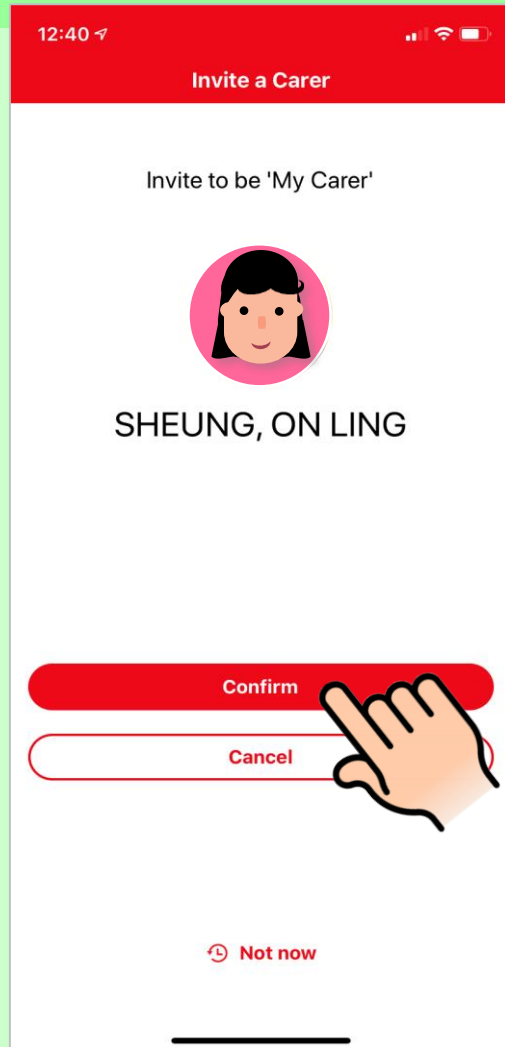 12:40
Invite a Carer
Invite to be 'My Carer'
SHEUNG, ON LING
Confirm
Cancel
Not now